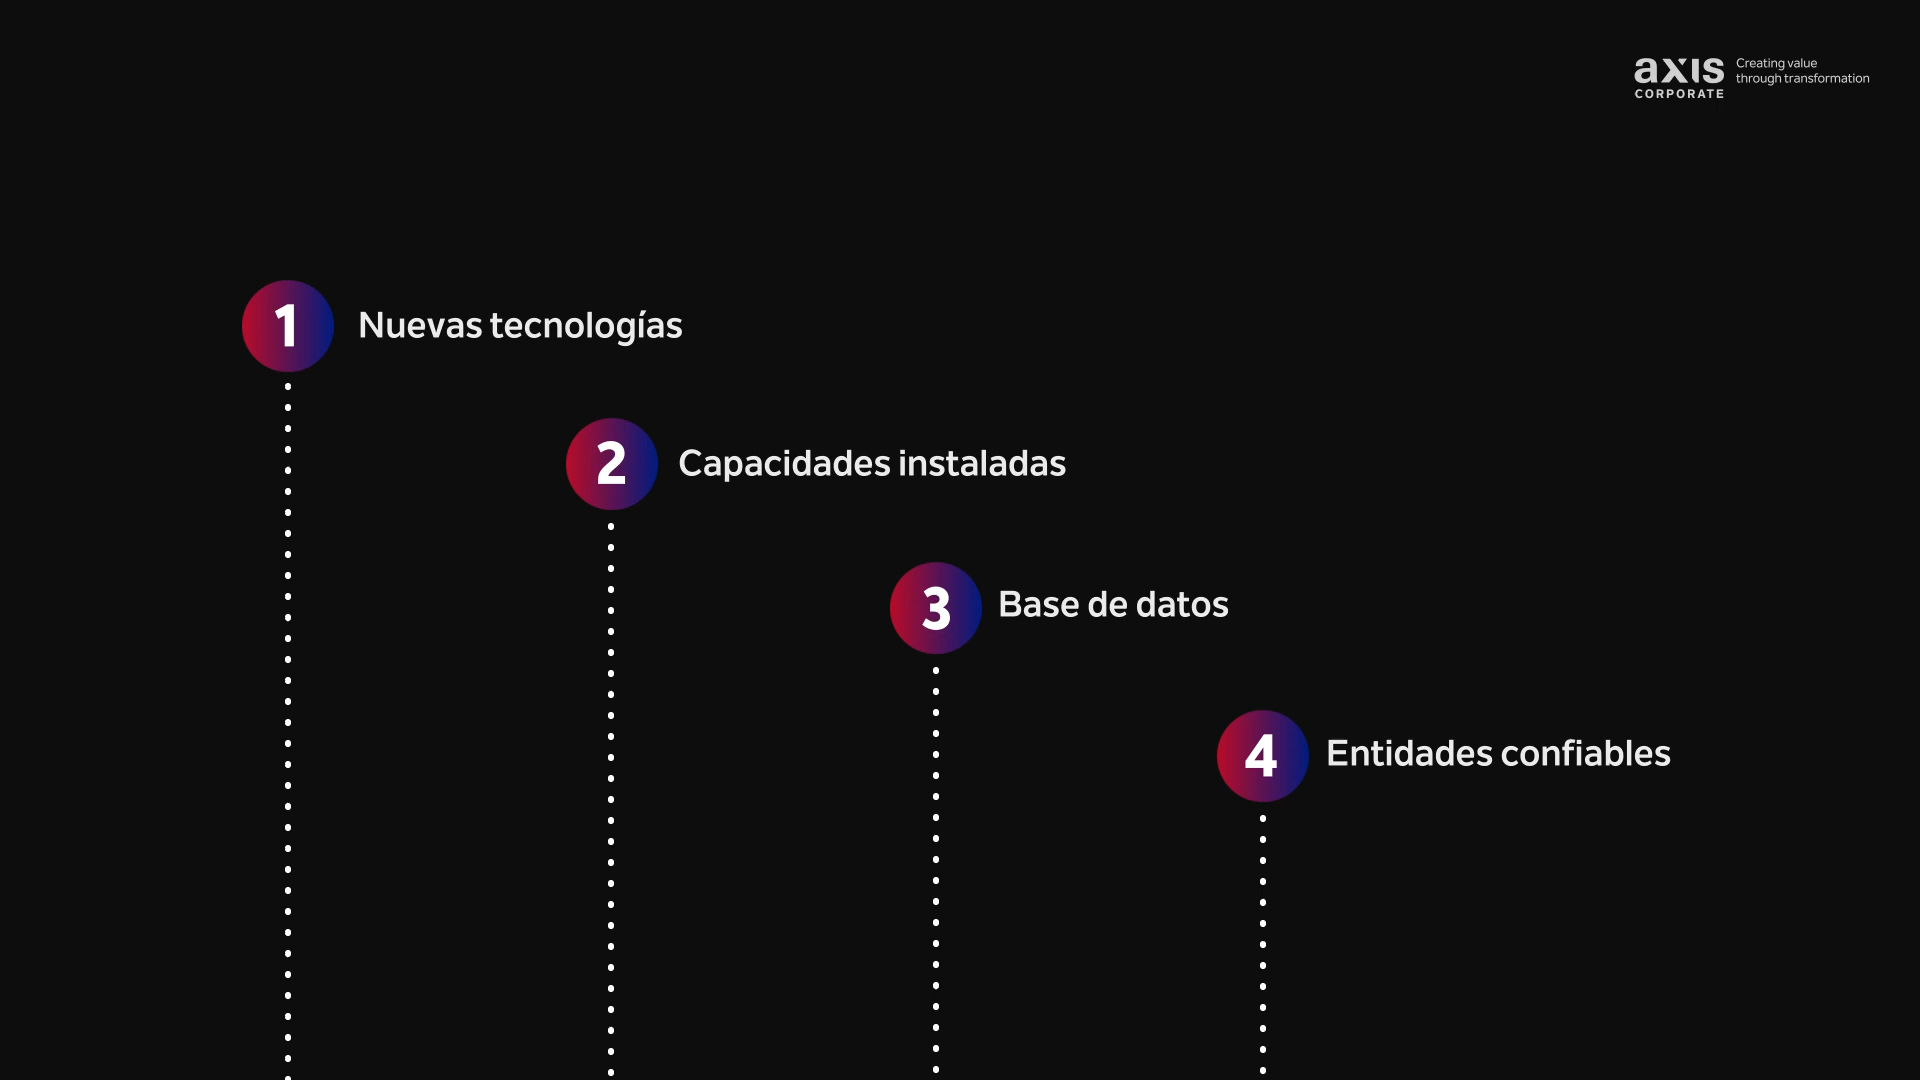 axis
CORPORATE
Creating value
through transformation
1
Nuevas tecnologías
2
Capacidades instaladas
3
Base de datos
4
Entidades confiables